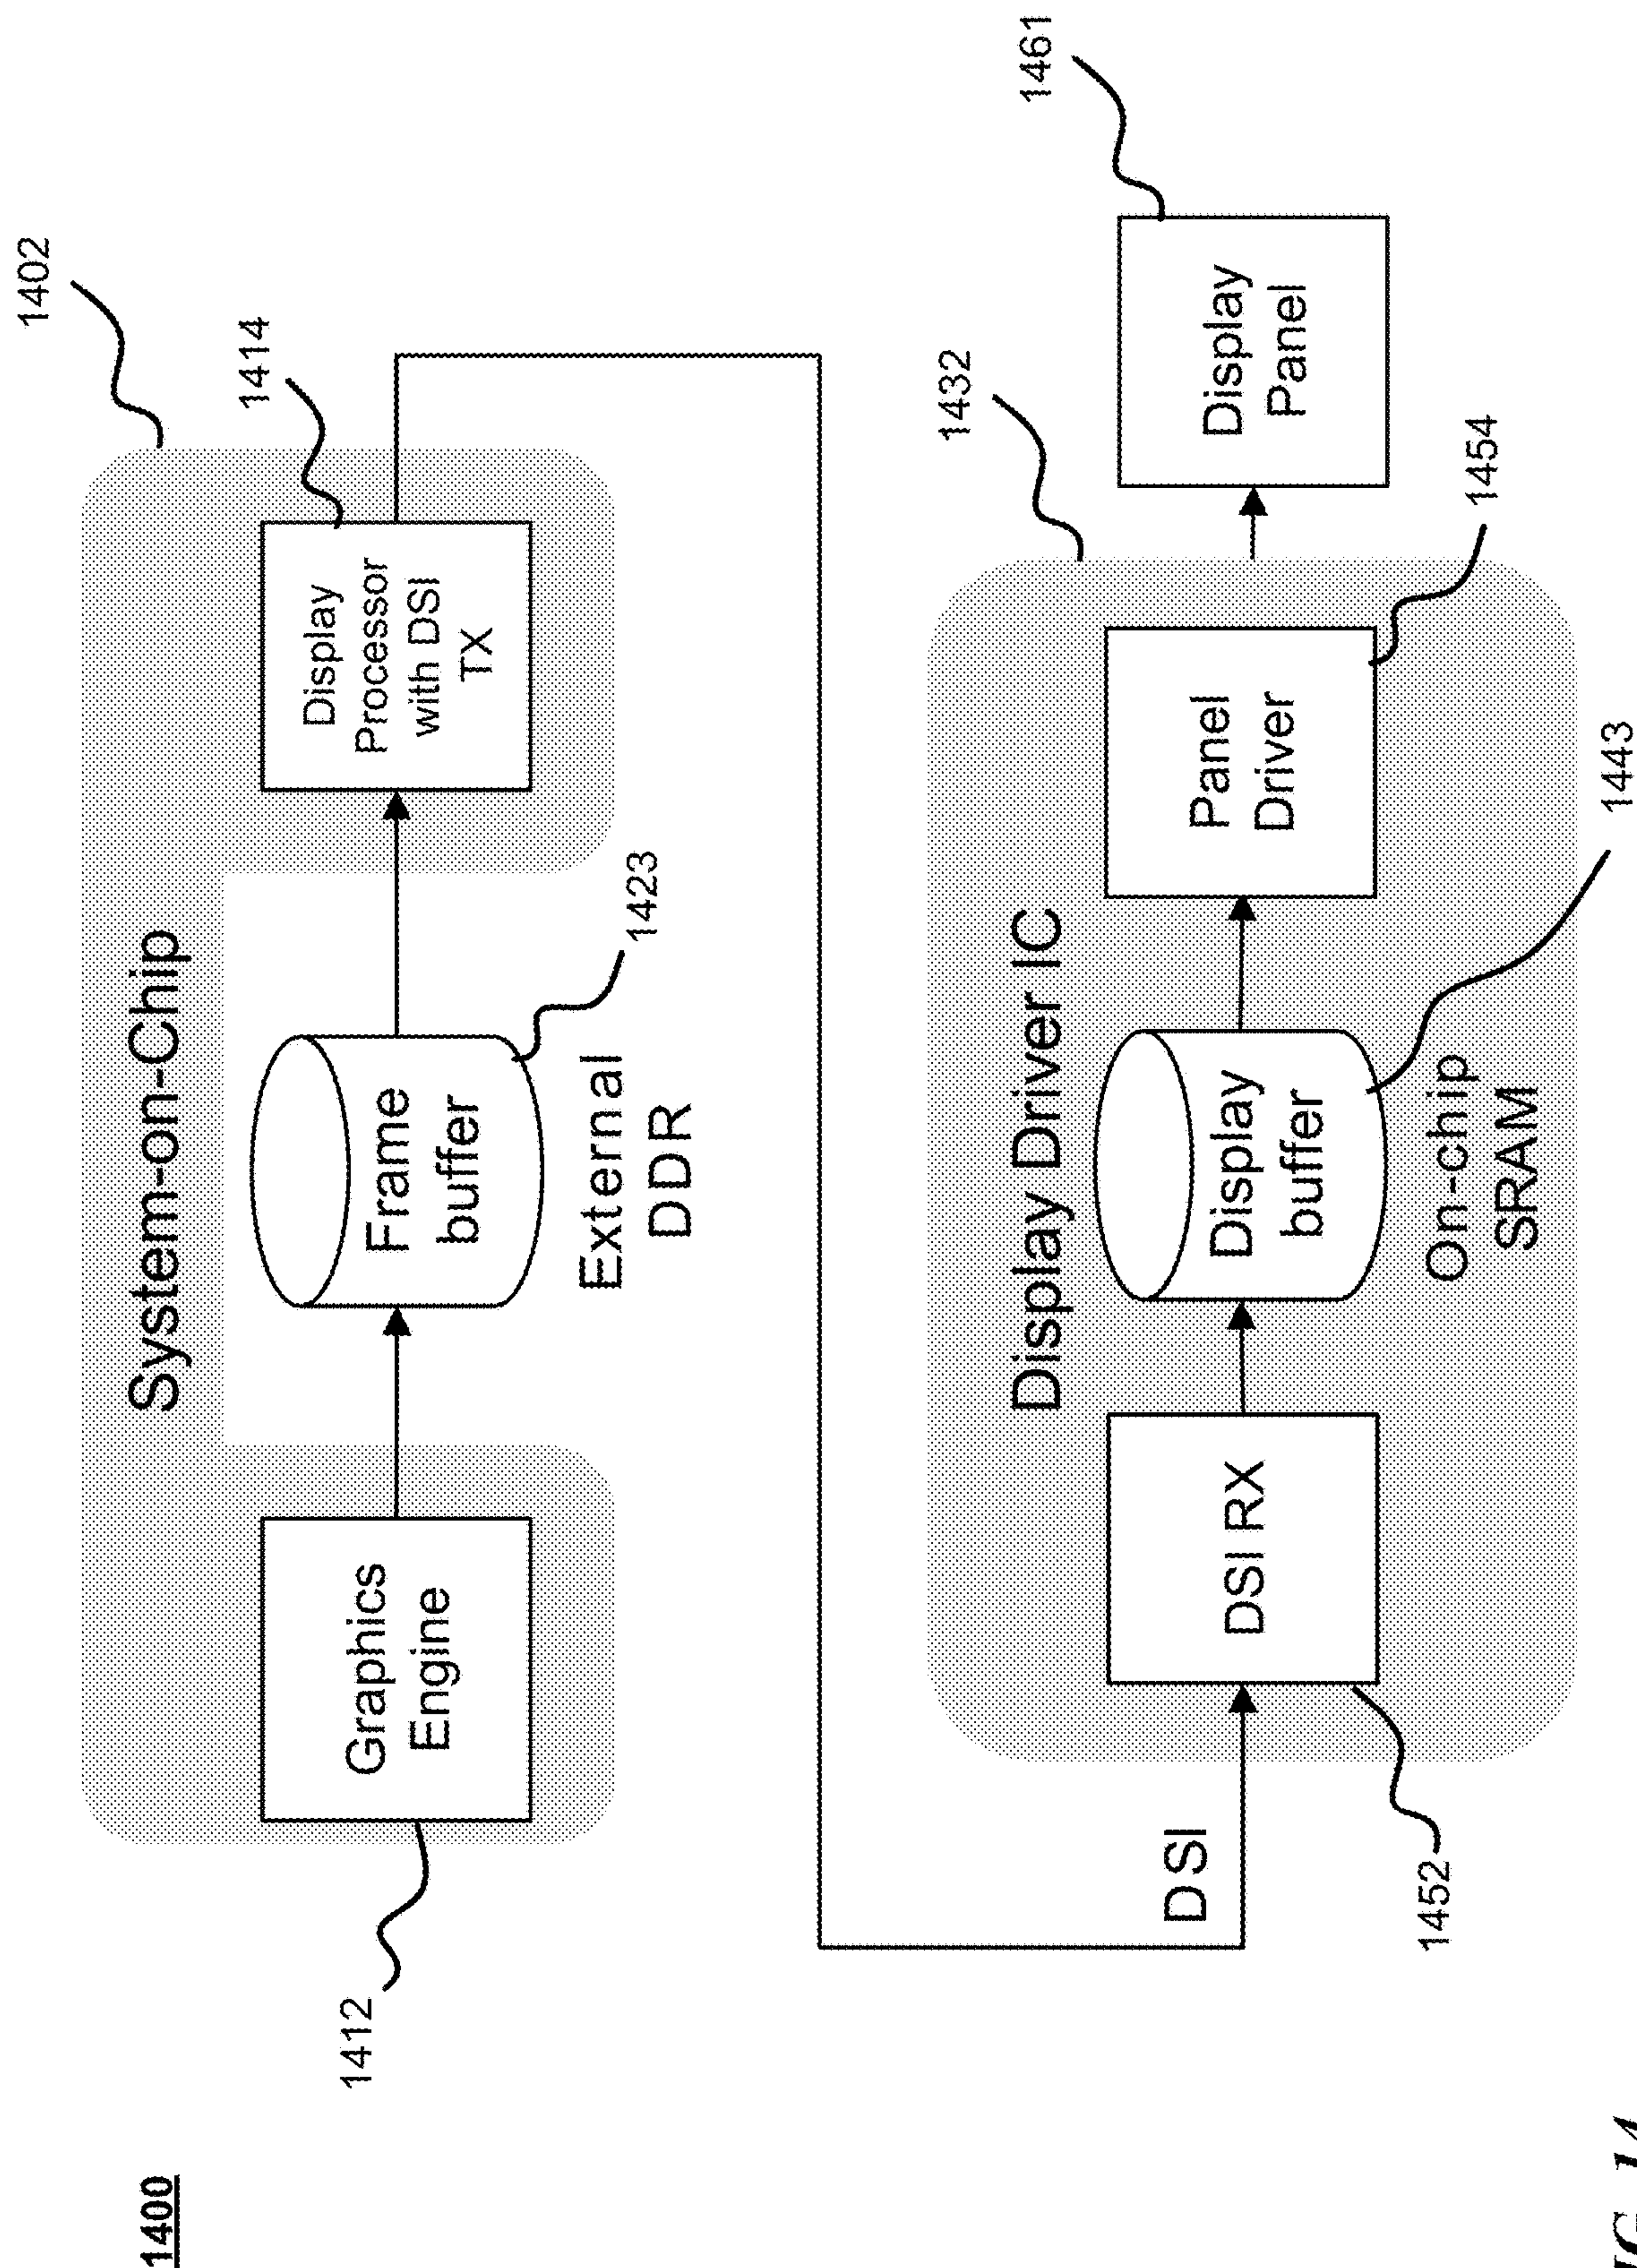 1400
1402
System-on-Chip
1412
Graphics
Engine
Frame
buffer
1423
External
DDR
Display
Processor
with DSI
TX
1414
DSI
1432
Display Driver IC
1452
DSI RX
Display
buffer
On-chip
SRAM
1443
Panel
Driver
1454
Display
Panel
1461